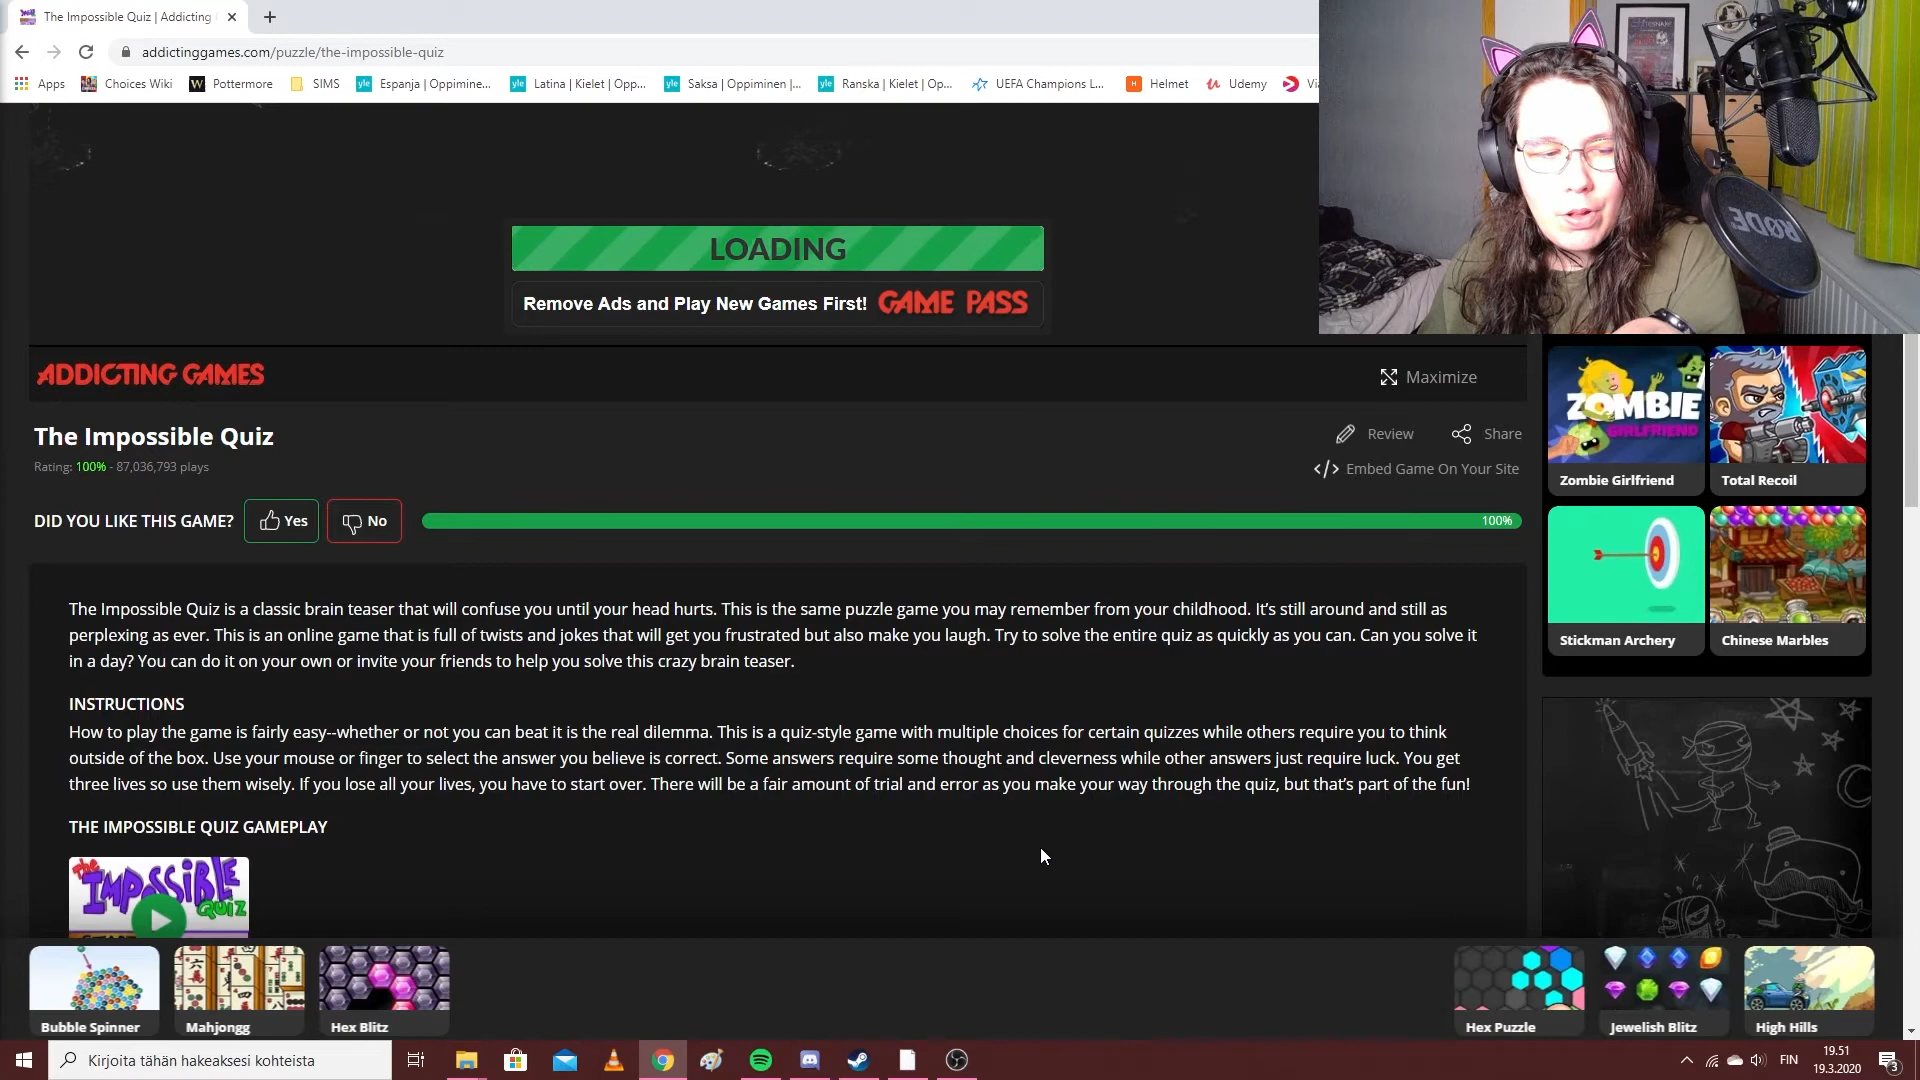 The Impossible Quiz | Addicting
addictinggames.com/puzzle/the-impossible-quiz
Apps Choices Wiki Pottermore SIMS yle Espanja | Oppimine... yle Latina | Kielet | Opp... yle Saksa | Oppiminen |... yle Ranska | Kielet | Op... UEFA Champions L... H Helmet Udemy
RØDE
LOADING
Remove Ads and Play New Games First! GAME PASS
ADDICTING GAMES
Maximize
The Impossible Quiz
Rating: 100% - 87,036,793 plays
Review Share
Embed Game On Your Site
DID YOU LIKE THIS GAME? Yes No 100%
The Impossible Quiz is a classic brain teaser that will confuse you until your head hurts. This is the same puzzle game you may remember from your childhood. It’s still around and still as
perplexing as ever. This is an online game that is full of twists and jokes that will get you frustrated but also make you laugh. Try to solve the entire quiz as quickly as you can. Can you solve it
in a day? You can do it on your own or invite your friends to help you solve this crazy brain teaser.
INSTRUCTIONS
How to play the game is fairly easy--whether or not you can beat it is the real dilemma. This is a quiz-style game with multiple choices for certain quizzes while others require you to think
outside of the box. Use your mouse or finger to select the answer you believe is correct. Some answers require some thought and cleverness while other answers just require luck. You get
three lives so use them wisely. If you lose all your lives, you have to start over. There will be a fair amount of trial and error as you make your way through the quiz, but that’s part of the fun!
THE IMPOSSIBLE QUIZ GAMEPLAY
The
IMPOSSIBLE
QUIZ
ZOMBIE
GIRLFRIEND
Zombie Girlfriend
Total Recoil
Stickman Archery
Chinese Marbles
Bubble Spinner
Mahjongg
Hex Blitz
Hex Puzzle
Jewelish Blitz
High Hills
Kirjoita tähän hakeaksesi kohteista
FIN
19.51
19.3.2020
3